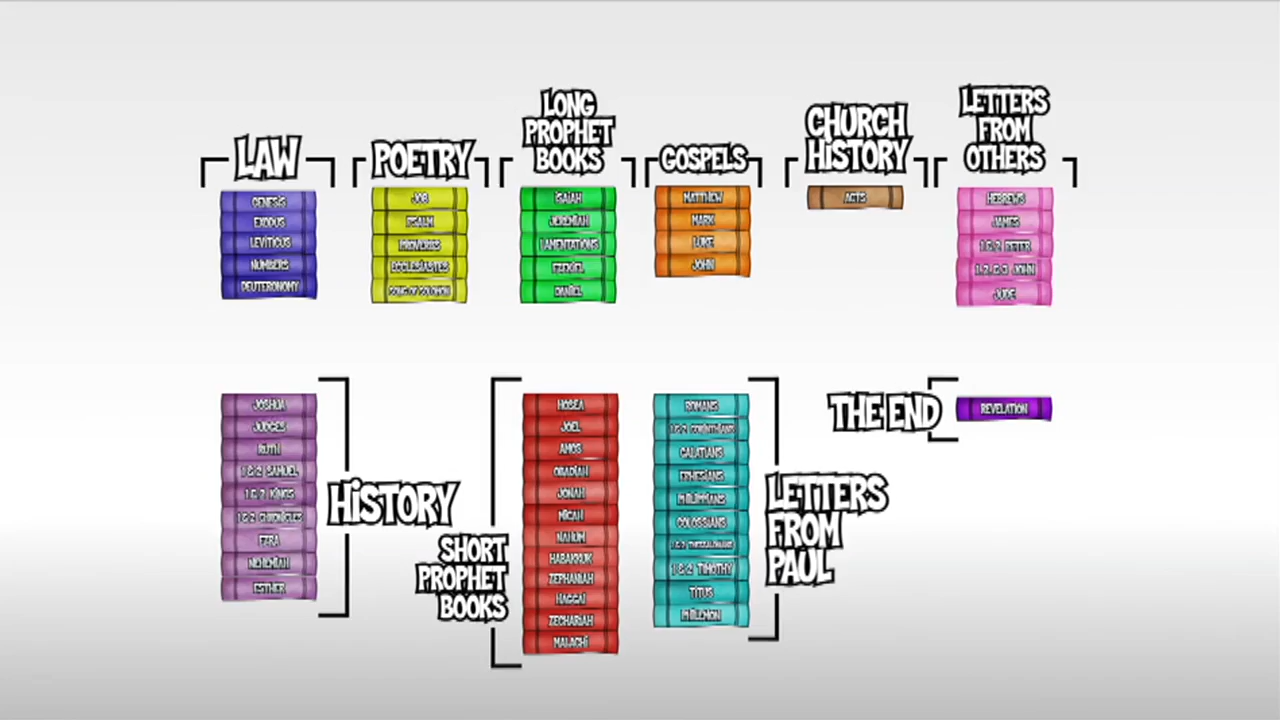 LAW
GENESIS
EXODUS
LEVITICUS
NUMBERS
DEUTERONOMY
POETRY
JOB
PSALM
PROVERBS
ECCLESIASTES
SONG OF SOLOMON
LONG
PROPHET
BOOKS
ISAIAH
JEREMIAH
LAMENTATIONS
EZEKIEL
DANIEL
GOSPELS
MATTHEW
MARK
LUKE
JOHN
CHURCH
HISTORY
ACTS
LETTERS
FROM
OTHERS
HEBREWS
JAMES
1 & 2 PETER
1, 2, & 3 JOHN
JUDE
JOSHUA
JUDGES
RUTH
1 & 2 SAMUEL
1 & 2 KINGS
1 & 2 CHRONICLES
EZRA
NEHEMIAH
ESTHER
HISTORY
SHORT
PROPHET
BOOKS
HOSEA
JOEL
AMOS
OBADIAH
JONAH
MICAH
NAHUM
HABAKKUK
ZEPHANIAH
HAGGAI
ZECHARIAH
MALACHI
ROMANS
1 & 2 CORINTHIANS
GALATIANS
EPHESIANS
PHILIPPIANS
COLOSSIANS
1 & 2 THESSALONIANS
1 & 2 TIMOTHY
TITUS
PHILEMON
LETTERS
FROM
PAUL
THE END
REVELATION